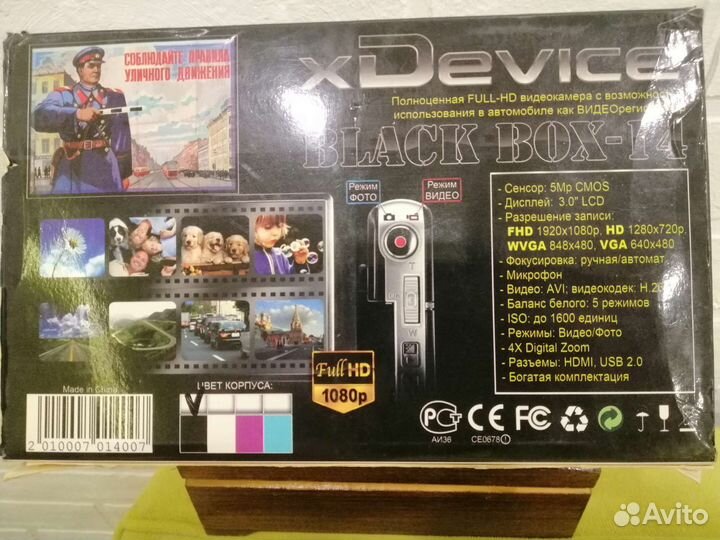 СОБЛЮДАЙТЕ ПРАВИЛА
УЛИЧНОГО ДВИЖЕНИЯ
xDevice
Полноценная FULL-HD видеокамера с
использования в автомобиле как
BLACK BOX-14
Режим
ФОТО
Режим
ВИДЕО
- Сенсор: 5Mp CMOS
- Дисплей: 3.0" LCD
- Разрешение записи:
FHD 1920x1080p, HD 1280x720p,
WVGA 848x480, VGA 640x480
- Фокусировка: ручная/автомат.
- Микрофон
- Видео: AVI; видеокодек:
- Баланс белого: 5 режимов
- ISO: до 1600 единиц
- Режимы: Видео/Фото
- 4X Digital Zoom
- Разъемы: HDMI, USB 2.0
- Богатая комплектация
T
W
Full HD
1080p
Made in China
ЦВЕТ КОРПУСА:
2 010007 014007
РСТ CE FC
АИ36
CE0678
Avito